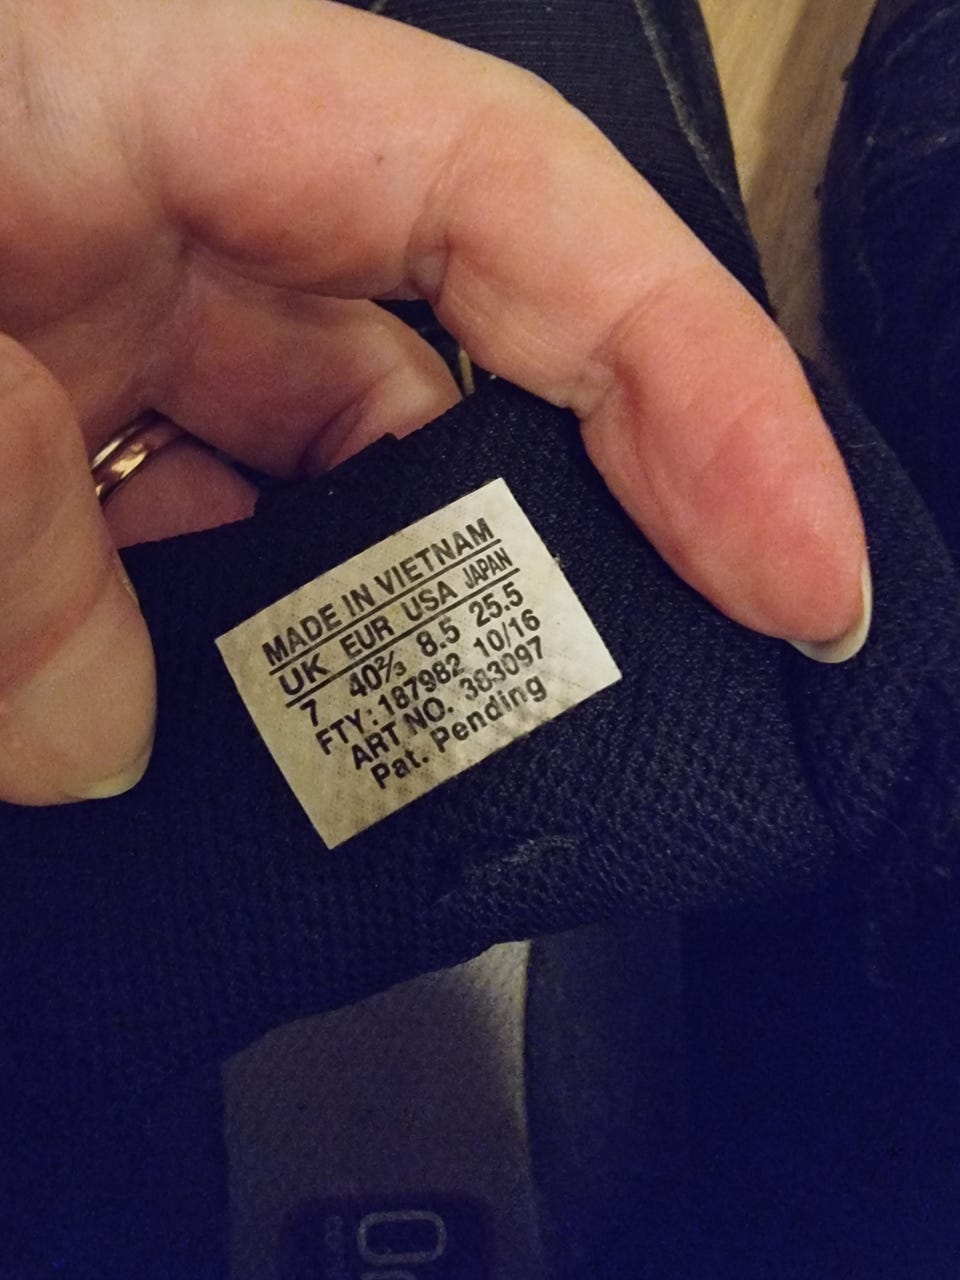 MADE IN VIETNAM
UK EUR USA JAPAN
7 40⅔ 8.5 25.5
FTY: 187982 10/16
ART NO. 383097
Pat. Pending